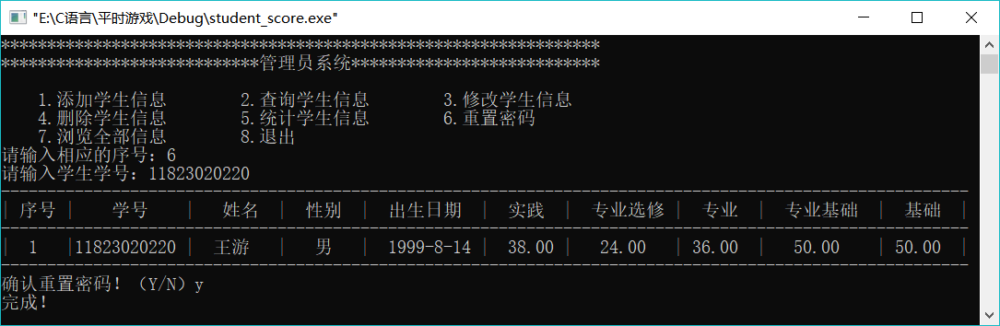 "E:\C语言\平时游戏\Debug\student_score.exe"
*****************************************************************
****************************管理员系统***************************
1.添加学生信息 2.查询学生信息 3.修改学生信息
4.删除学生信息 5.统计学生信息 6.重置密码
7.浏览全部信息 8.退出
请输入相应的序号：6
请输入学生学号：11823020220
---------------------------------------------------------------------------------------------------------
| 序号 | 学号 | 姓名 | 性别 | 出生日期 | 实践 | 专业选修 | 专业 | 专业基础 | 基础 |
---------------------------------------------------------------------------------------------------------
| 1 |11823020220 | 王游 | 男 | 1999-8-14 | 38.00 | 24.00 | 36.00 | 50.00 | 50.00 |
---------------------------------------------------------------------------------------------------------
确认重置密码！（Y/N）y
完成！